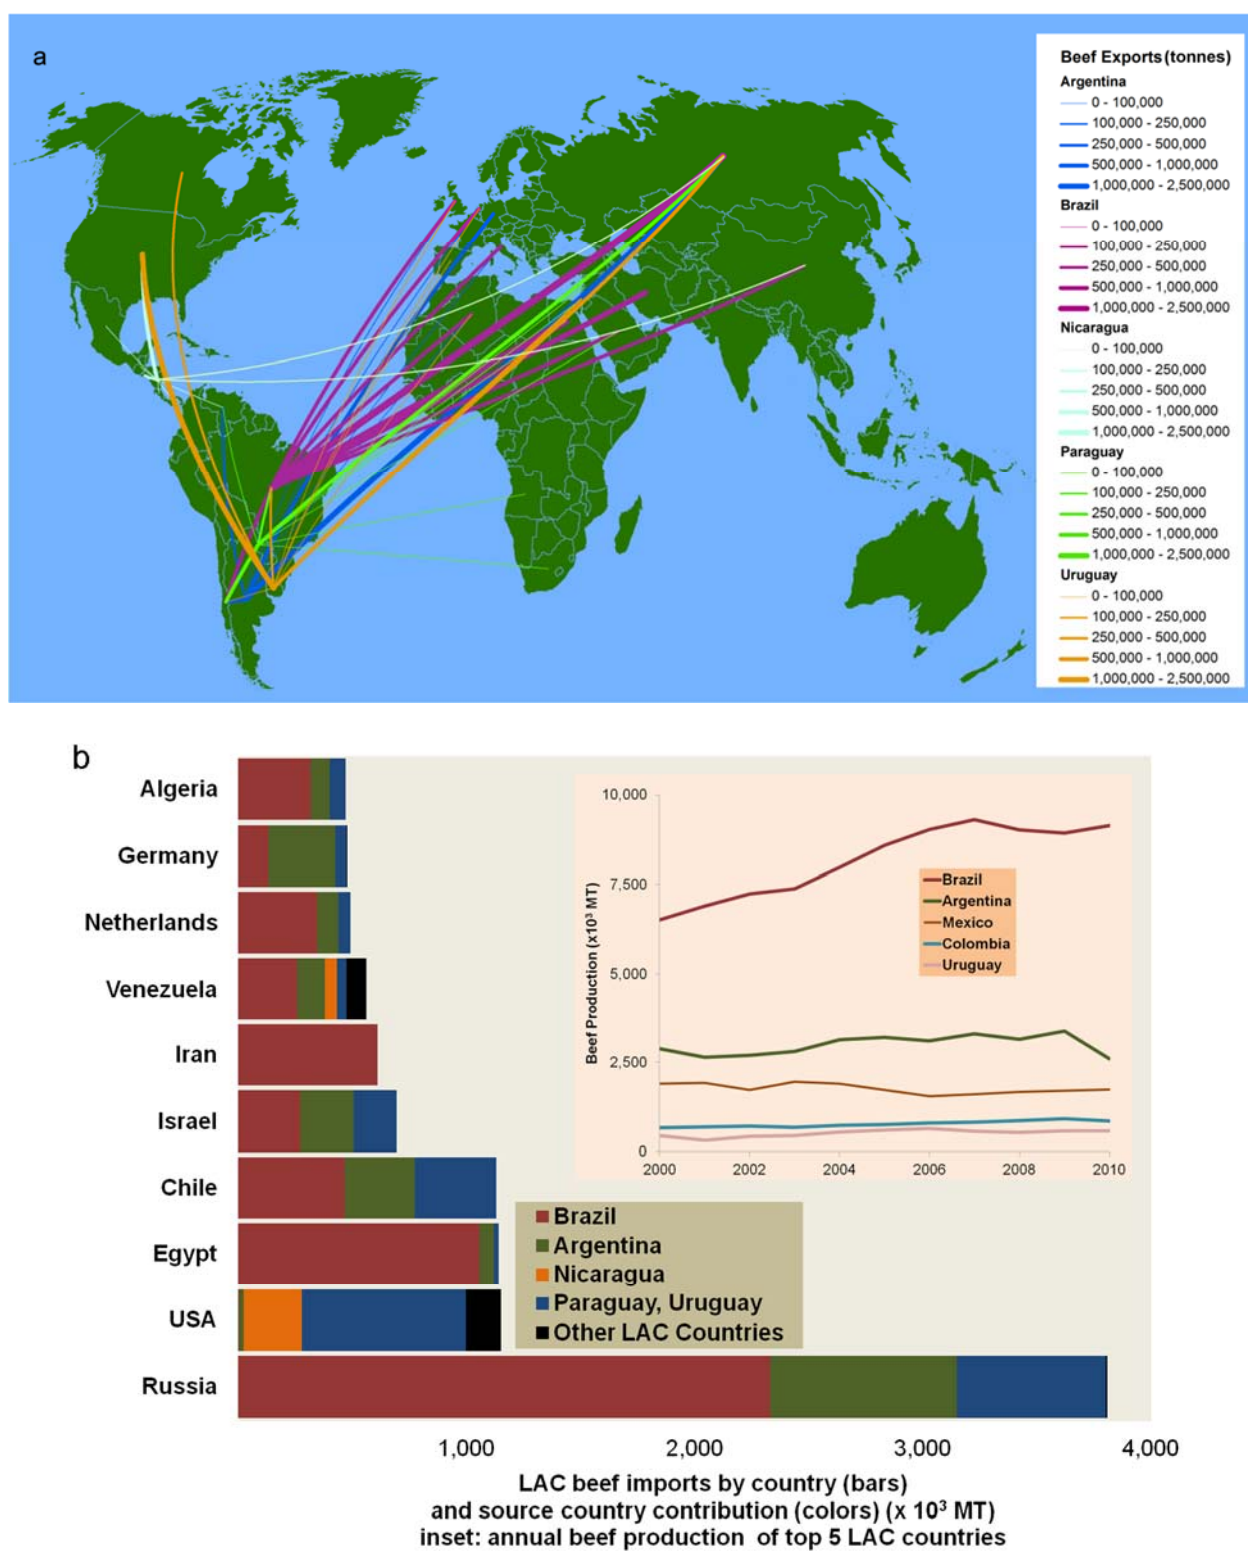 a
Beef Exports (tonnes)
Argentina
0 - 100,000
100,000 - 250,000
250,000 - 500,000
500,000 - 1,000,000
1,000,000 - 2,500,000
Brazil
0 - 100,000
100,000 - 250,000
250,000 - 500,000
500,000 - 1,000,000
1,000,000 - 2,500,000
Nicaragua
0 - 100,000
100,000 - 250,000
250,000 - 500,000
500,000 - 1,000,000
1,000,000 - 2,500,000
Paraguay
0 - 100,000
100,000 - 250,000
250,000 - 500,000
500,000 - 1,000,000
1,000,000 - 2,500,000
Uruguay
0 - 100,000
100,000 - 250,000
250,000 - 500,000
500,000 - 1,000,000
1,000,000 - 2,500,000
b
Algeria
Germany
Netherlands
Venezuela
Iran
Israel
Chile
Egypt
USA
Russia
10,000
7,500
5,000
2,500
0
Beef Production (x10³ MT)
2000 2002 2004 2006 2008 2010
Brazil
Argentina
Mexico
Colombia
Uruguay
Brazil
Argentina
Nicaragua
Paraguay, Uruguay
Other LAC Countries
1,000 2,000 3,000 4,000
LAC beef imports by country (bars)
and source country contribution (colors) (x 10³ MT)
inset: annual beef production of top 5 LAC countries